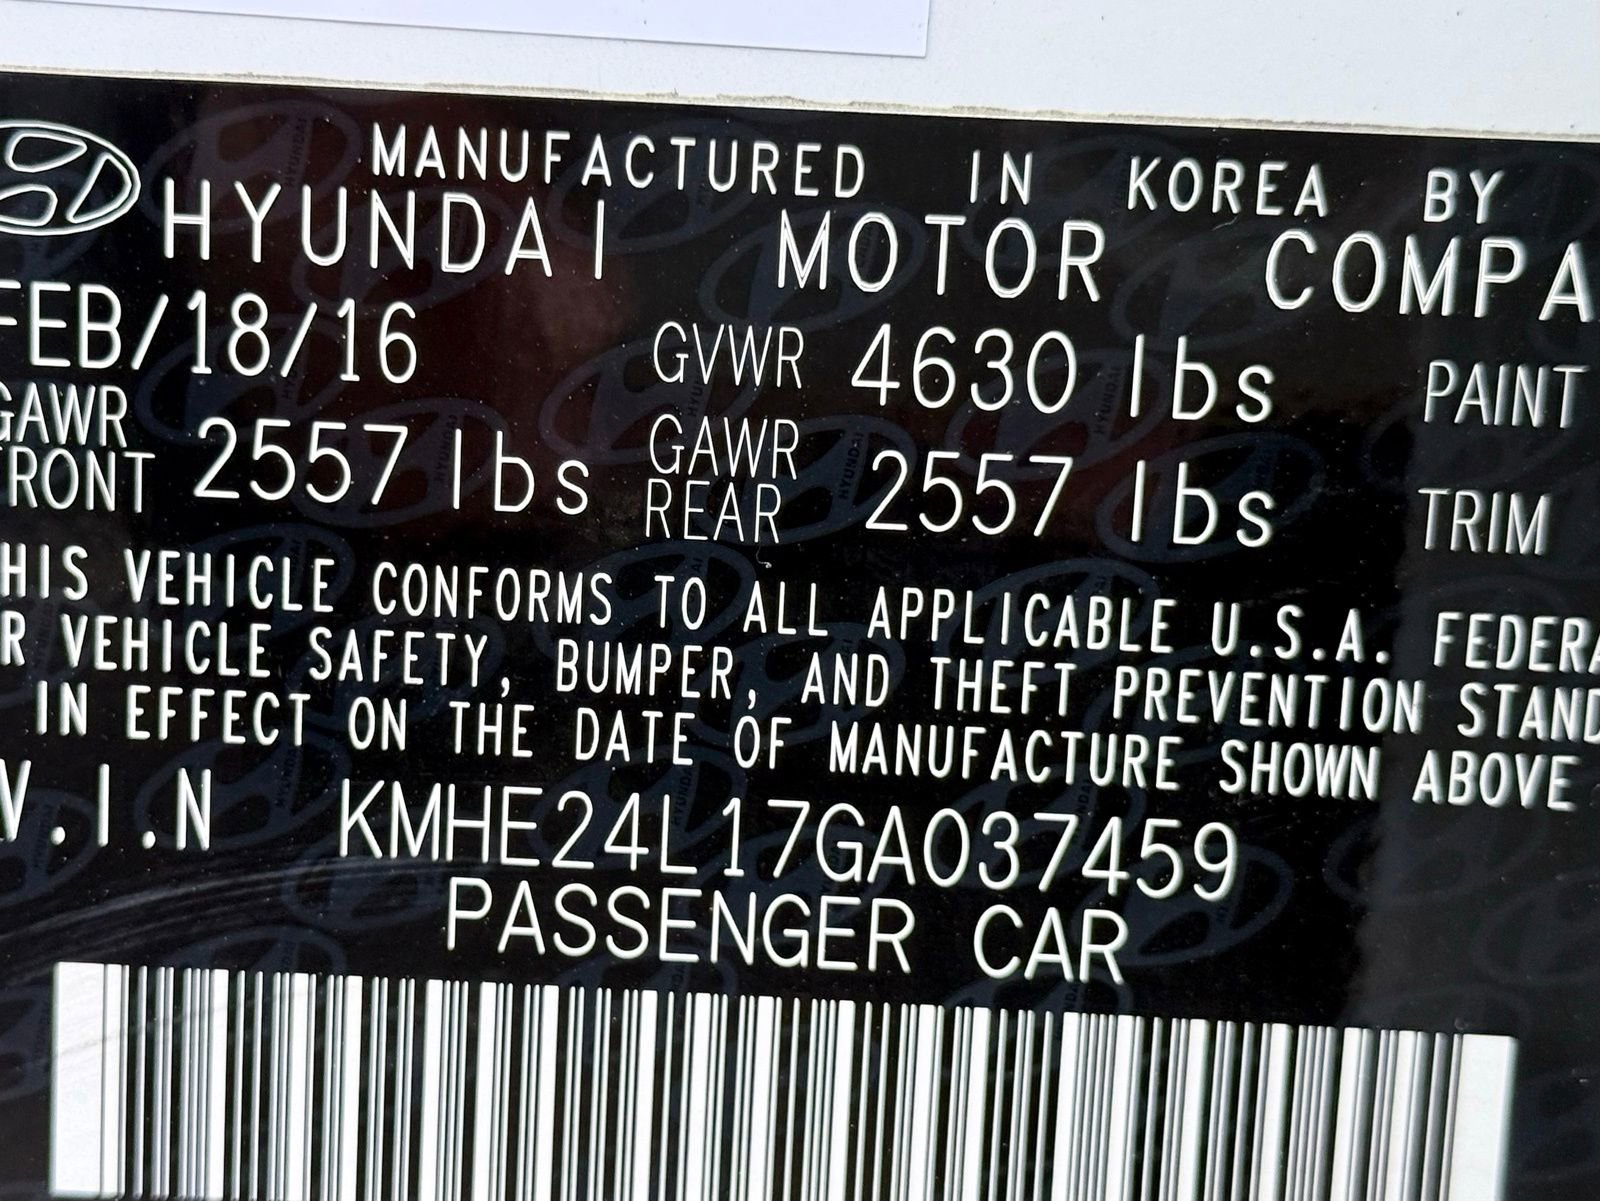 MANUFACTURED IN KOREA BY
HYUNDAI MOTOR COMPA
FEB/18/16 GVWR 4630 lbs PAINT
GAWR FRONT 2557 lbs GAWR REAR 2557 lbs TRIM
HIS VEHICLE CONFORMS TO ALL APPLICABLE U.S.A. FEDERA
R VEHICLE SAFETY, BUMPER, AND THEFT PREVENTION STAND
IN EFFECT ON THE DATE OF MANUFACTURE SHOWN ABOVE
V.I.N KMHE24L17GA037459
PASSENGER CAR